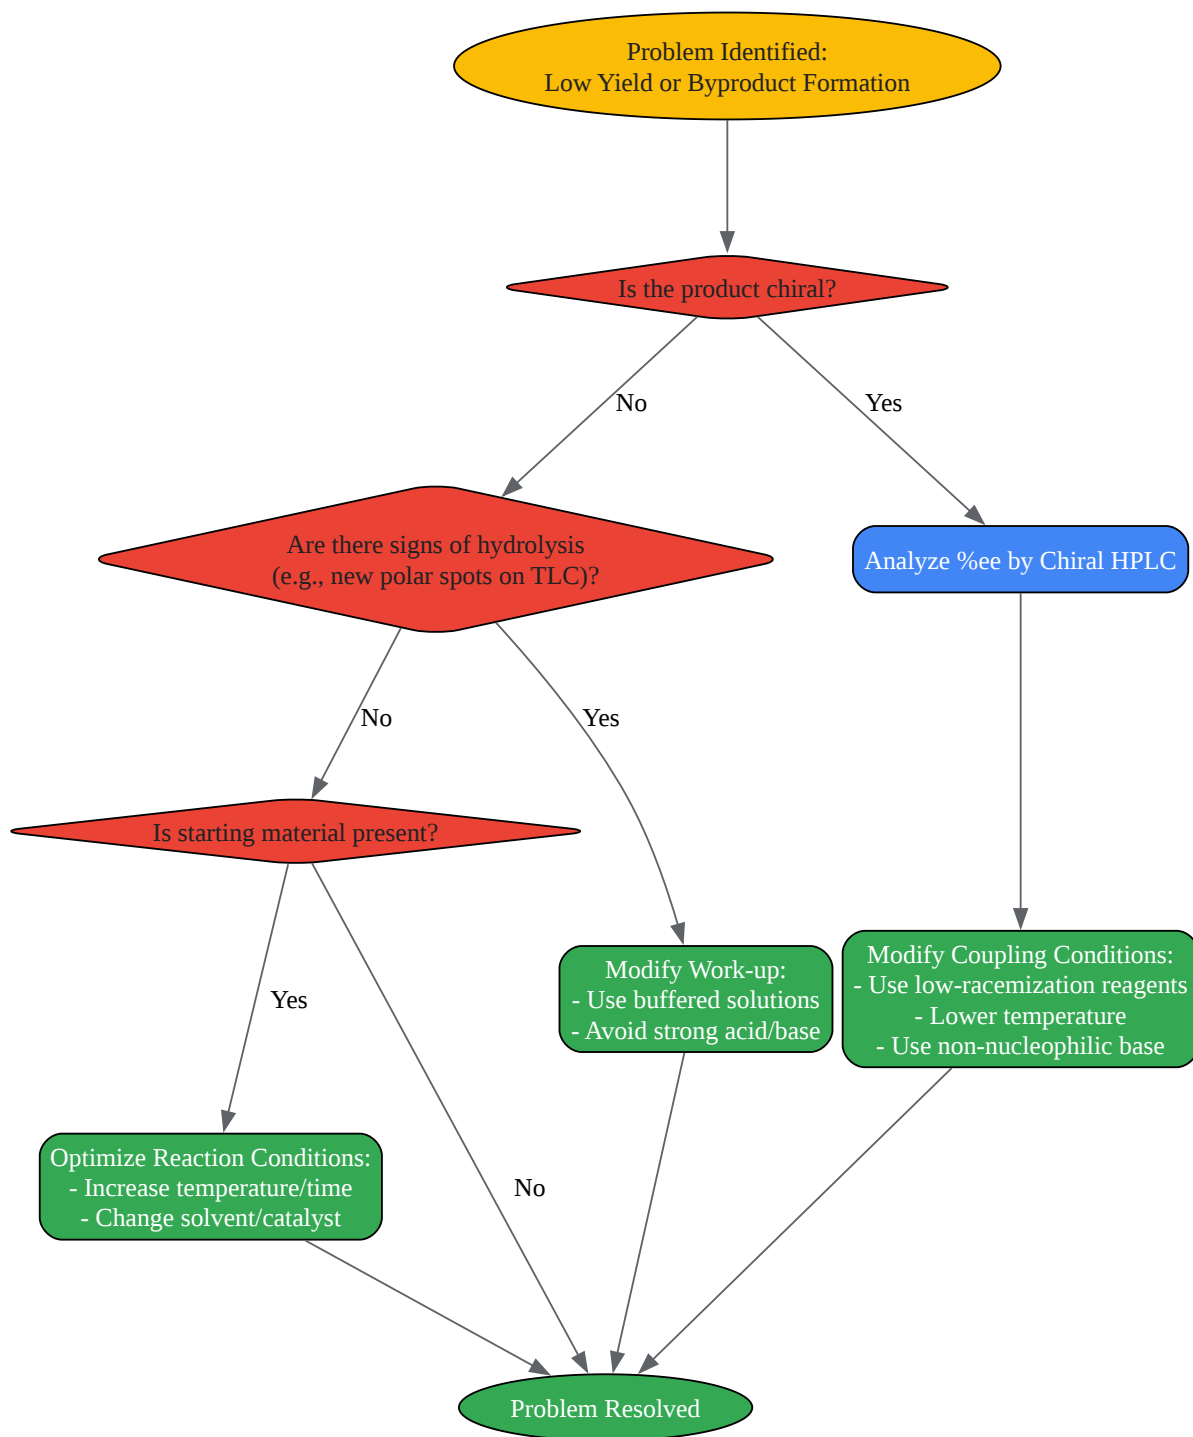 Problem Identified:
Low Yield or Byproduct Formation
Is the product chiral?
No
Yes
Are there signs of hydrolysis
(e.g., new polar spots on TLC)?
Analyze %ee by Chiral HPLC
No
Yes
Is starting material present?
Modify Work-up:
- Use buffered solutions
- Avoid strong acid/base
Modify Coupling Conditions:
- Use low-racemization reagents
- Lower temperature
- Use non-nucleophilic base
Yes
No
Optimize Reaction Conditions:
- Increase temperature/time
- Change solvent/catalyst
Problem Resolved